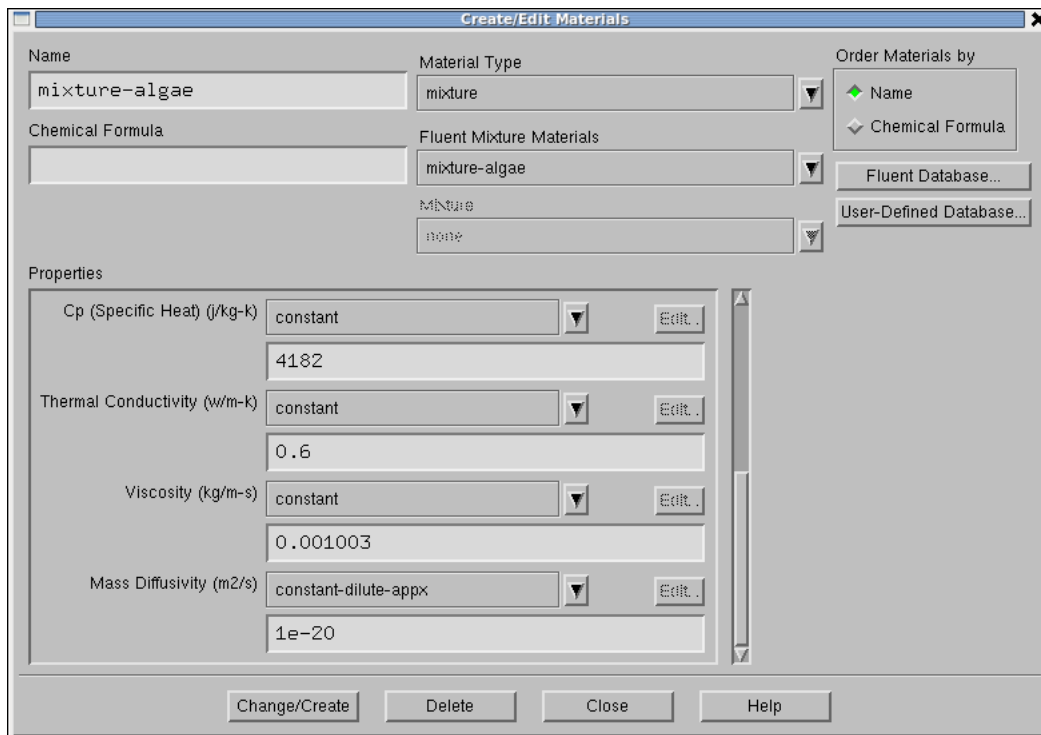 Create/Edit Materials
Name
mixture-algae
Chemical Formula
Material Type
mixture
Fluent Mixture Materials
mixture-algae
Mixture
none
Order Materials by
Name
Chemical Formula
Fluent Database...
User-Defined Database...
Properties
Cp (Specific Heat) (j/kg-k)
constant
Edit..
4182
Thermal Conductivity (w/m-k)
constant
Edit..
0.6
Viscosity (kg/m-s)
constant
Edit..
0.001003
Mass Diffusivity (m2/s)
constant-dilute-appx
Edit..
1e-20
Change/Create
Delete
Close
Help